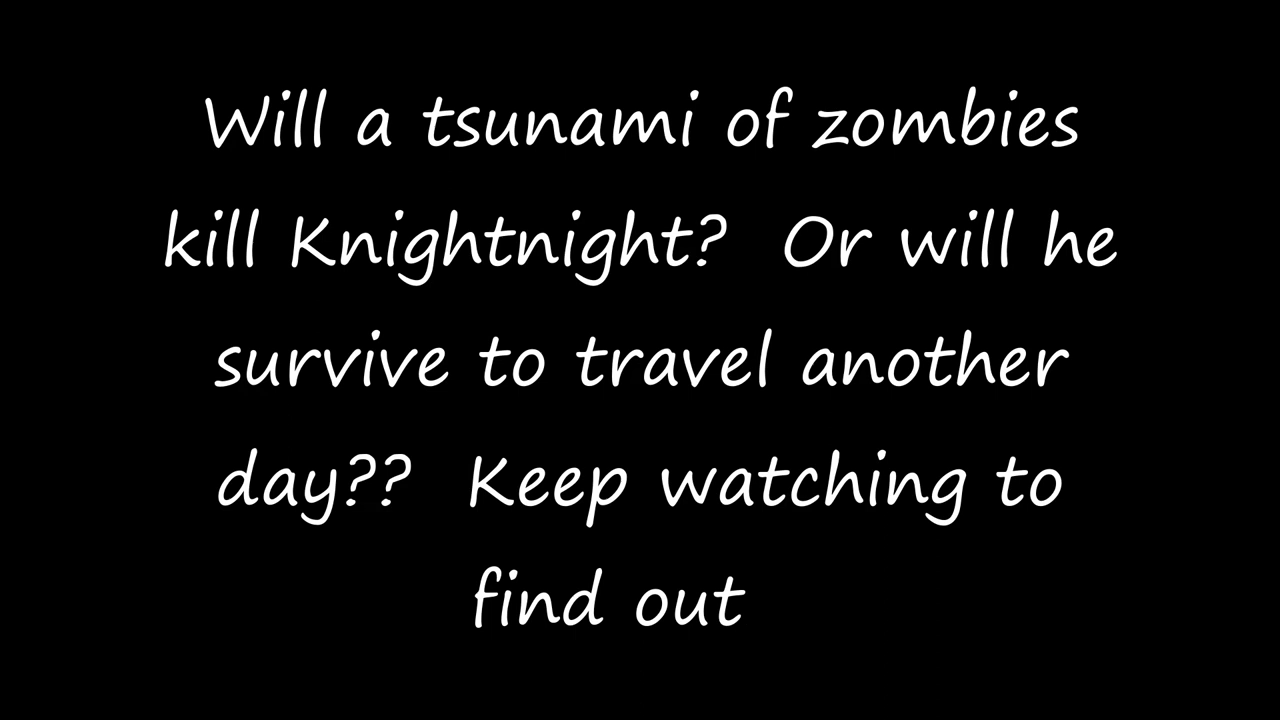 Will a tsunami of zombies
kill Knightnight?  Or will he
survive to travel another
day??  Keep watching to
find out